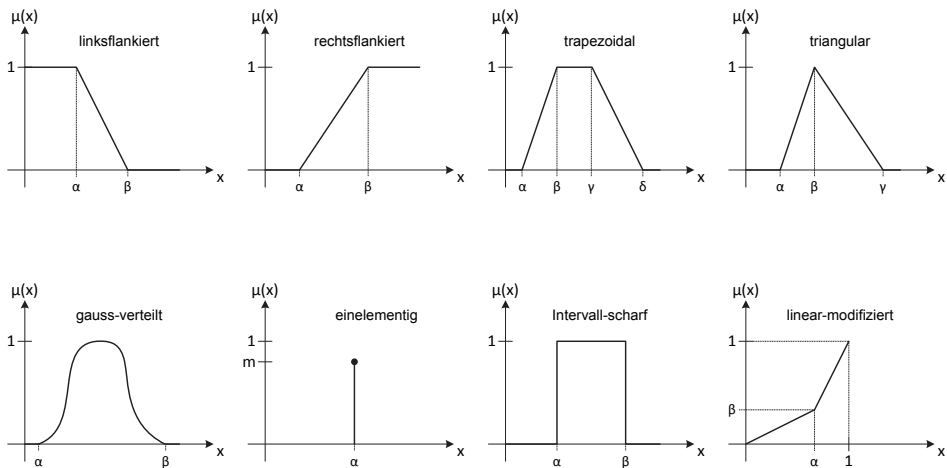 μ(x)
linksflankiert
1
α
β
x
μ(x)
rechtsflankiert
1
α
β
x
μ(x)
trapezoidal
1
α
β
γ
δ
x
μ(x)
triangular
1
α
β
γ
x
μ(x)
gauss-verteilt
1
α
β
x
μ(x)
einelementig
1
m
α
x
μ(x)
Intervall-scharf
1
α
β
x
μ(x)
linear-modifiziert
1
β
α
1
x